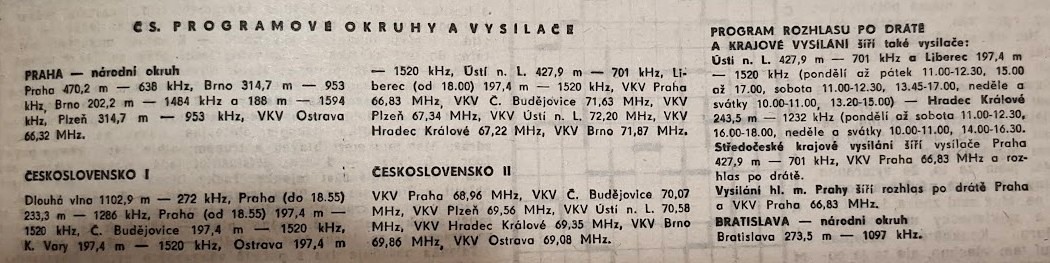 ČS. PROGRAMOVÉ OKRUHY A VYSÍLAČE
PRAHA — národní okruh
Praha 470,2 m — 638 kHz, Brno 314,7 m — 953
kHz, Brno 202,2 m — 1484 kHz a 188 m — 1594
kHz, Plzeň 314,7 m — 953 kHz, VKV Ostrava
66,32 MHz.
ČESKOSLOVENSKO I
Dlouhá vlna 1102,9 m — 272 kHz, Praha (do 18.55)
233,3 m — 1286 kHz, Praha (od 18.55) 197,4 m —
1520 kHz, Č. Budějovice 197,4 m — 1520 kHz,
K. Vary 197,4 m — 1520 kHz, Ostrava 197,4 m
— 1520 kHz, Ústí n. L. 427,9 m — 701 kHz, Li-
berec (od 18.00) 197,4 m — 1520 kHz, VKV Praha
66,83 MHz, VKV Č. Budějovice 71,63 MHz, VKV
Plzeň 67,34 MHz, VKV Ústí n. L. 72,20 MHz, VKV
Hradec Králové 67,22 MHz, VKV Brno 71,87 MHz.
ČESKOSLOVENSKO II
VKV Praha 68,96 MHz, VKV Č. Budějovice 70,07
MHz, VKV Plzeň 69,56 MHz, VKV Ústí n. L. 70,58
MHz, VKV Hradec Králové 69,35 MHz, VKV Brno
69,86 MHz, VKV Ostrava 69,08 MHz.
PROGRAM ROZHLASU PO DRÁTĚ
A KRAJOVÉ VYSÍLÁNÍ šíří také vysílače:
Ústí n. L. 427,9 m — 701 kHz a Liberec 197,4 m
— 1520 kHz (pondělí až pátek 11.00-12.30, 15.00
až 17.00, sobota 11.00-12.30, 13.45-17.00, neděle a
svátky 10.00-11.00, 13.20-15.00) — Hradec Králové
243,5 m — 1232 kHz (pondělí až sobota 11.00-12.30,
16.00-18.00, neděle a svátky 10.00-11.00, 14.00-16.30.
Středočeské krajové vysílání šíří vysílače Praha
427,9 m — 701 kHz, VKV Praha 66,83 MHz a roz-
hlas po drátě.
Vysílání hl. m. Prahy šíří rozhlas po drátě Praha
a VKV Praha 66,83 MHz.
BRATISLAVA — národní okruh
Bratislava 273,5 m — 1097 kHz.